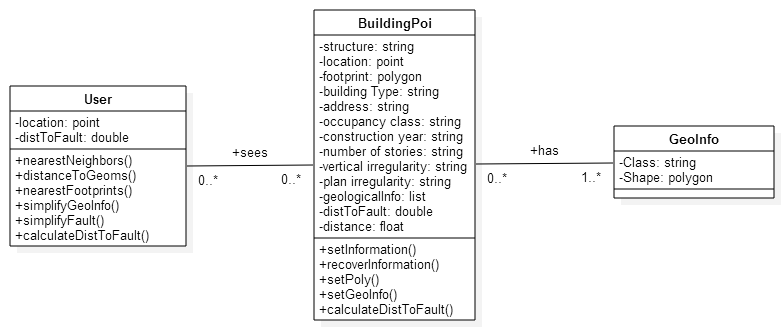 User
-location: point
-distToFault: double
+nearestNeighbors()
+distanceToGeoms()
+nearestFootprints()
+simplifyGeoInfo()
+simplifyFault()
+calculateDistToFault()
+sees
0..*
0..*
BuildingPoi
-structure: string
-location: point
-footprint: polygon
-building Type: string
-address: string
-occupancy class: string
-construction year: string
-number of stories: string
-vertical irregularity: string
-plan irregularity: string
-geologicalInfo: list
-distToFault: double
-distance: float
+setInformation()
+recoverInformation()
+setPoly()
+setGeoInfo()
+calculateDistToFault()
+has
0..*
1..*
GeoInfo
-Class: string
-Shape: polygon